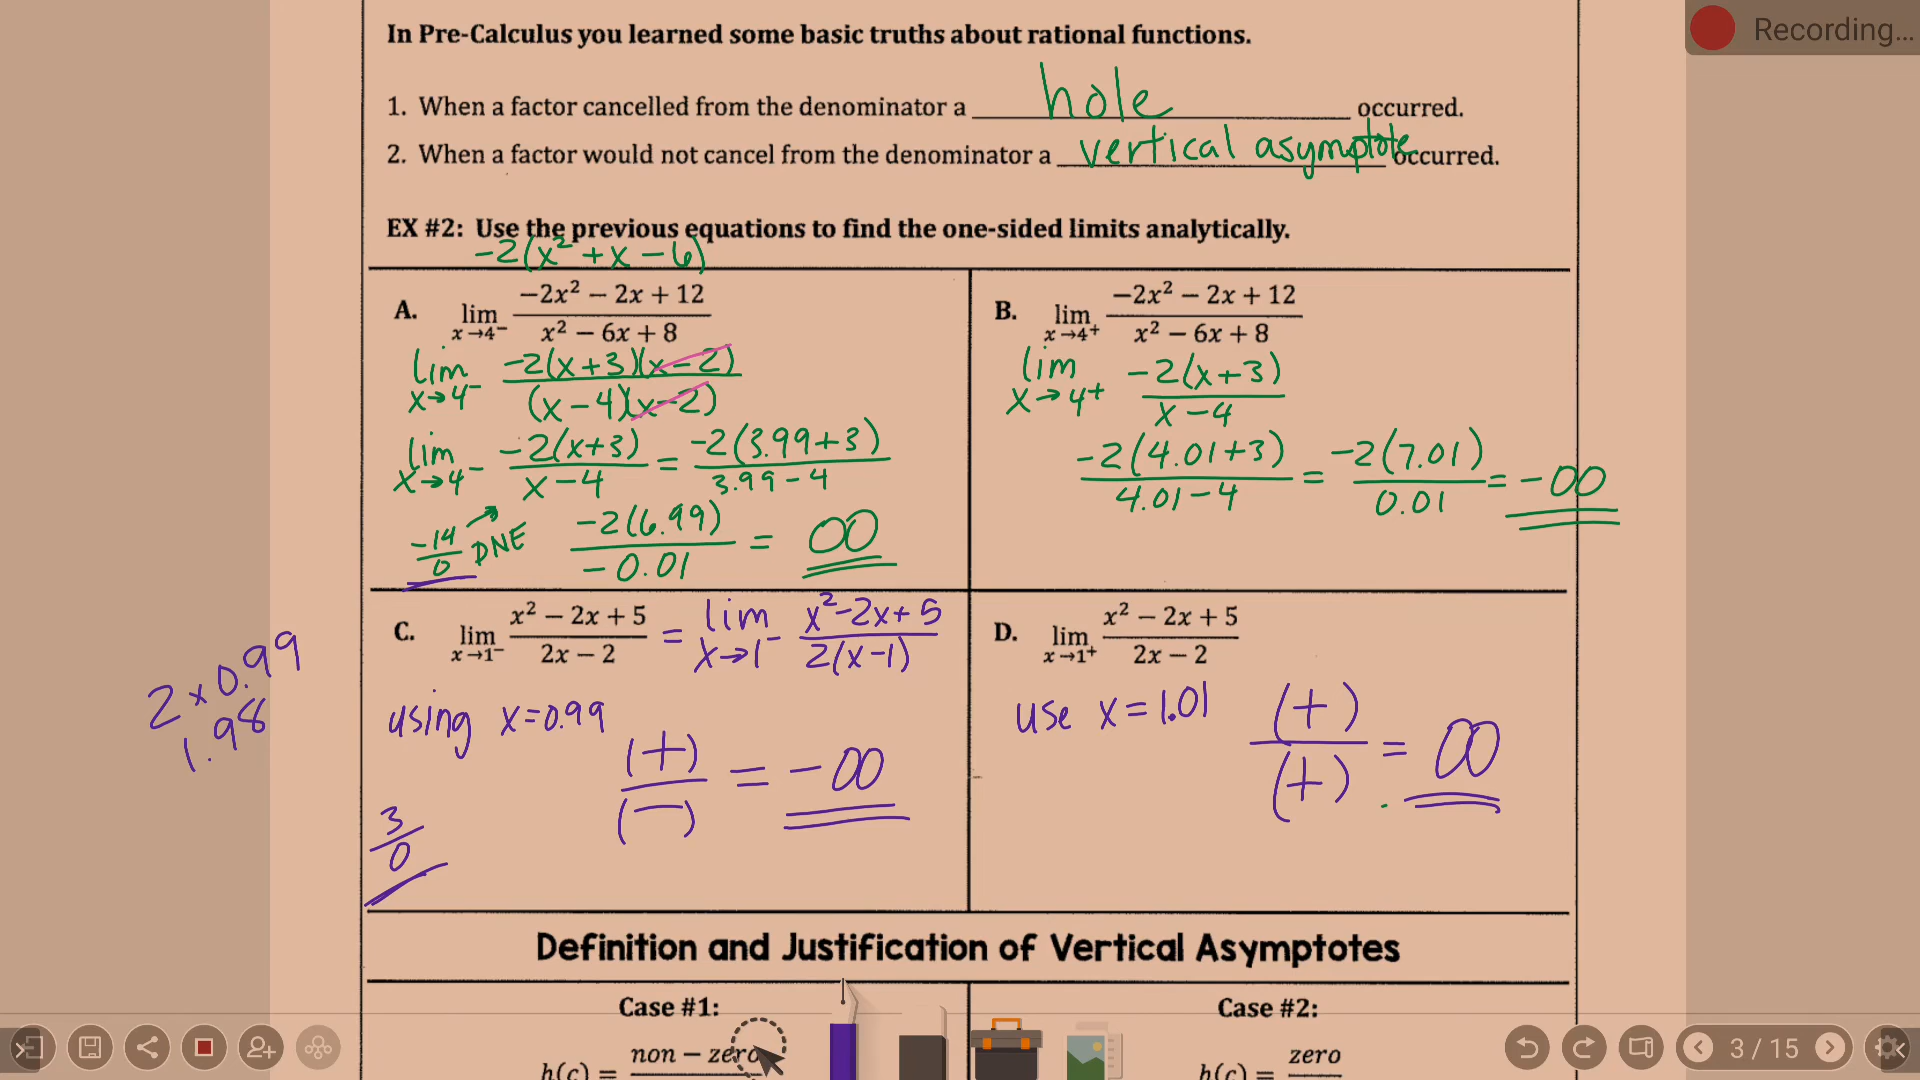 Recording...
In Pre-Calculus you learned some basic truths about rational functions.
1. When a factor cancelled from the denominator a hole occurred.
2. When a factor would not cancel from the denominator a vertical asymptote occurred.
EX #2: Use the previous equations to find the one-sided limits analytically.
-2(x² + x - 6)
A. lim x→4⁻ (−2x² − 2x + 12)/(x² − 6x + 8)
lim x→4⁻ -2(x+3)(x-2)/(x-4)(x-2)
lim x→4⁻ -2(x+3)/(x-4) = -2(3.99+3)/(3.99-4)
-14/0 → DNE -2(6.99)/-0.01 = ∞
B. lim x→4⁺ (−2x² − 2x + 12)/(x² − 6x + 8)
lim x→4⁺ -2(x+3)/(x-4)
-2(4.01+3)/(4.01-4) = -2(7.01)/0.01 = -∞
C. lim x→1⁻ (x² − 2x + 5)/(2x − 2) = lim x→1⁻ (x²-2x+5)/2(x-1)
2 x 0.99
1.98
using x=0.99
(+)/(-) = -∞
3/0
D. lim x→1⁺ (x² − 2x + 5)/(2x − 2)
use x = 1.01 (+)/(+) = ∞
Definition and Justification of Vertical Asymptotes
Case #1:
h(c) = non − zero
Case #2:
h(c) = zero
3 / 15